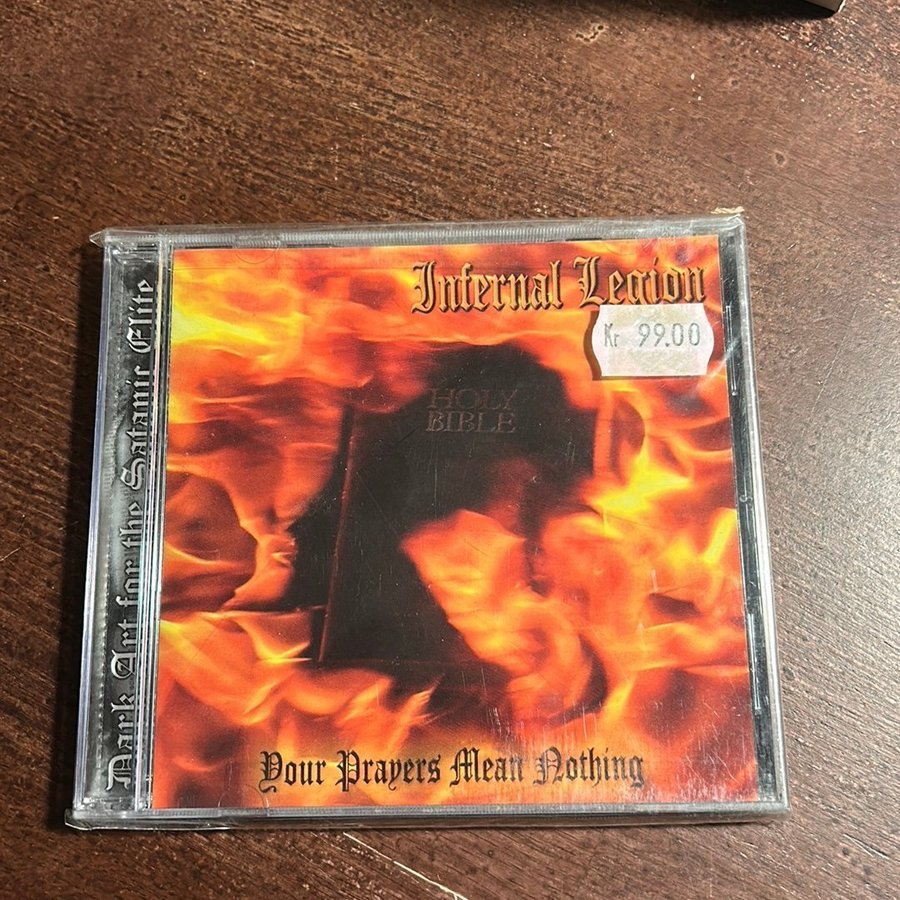 Infernal Legion
Kr 99.00
HOLY
BIBLE
Your Prayers Mean Nothing
Dark Art for the Satanic Elite